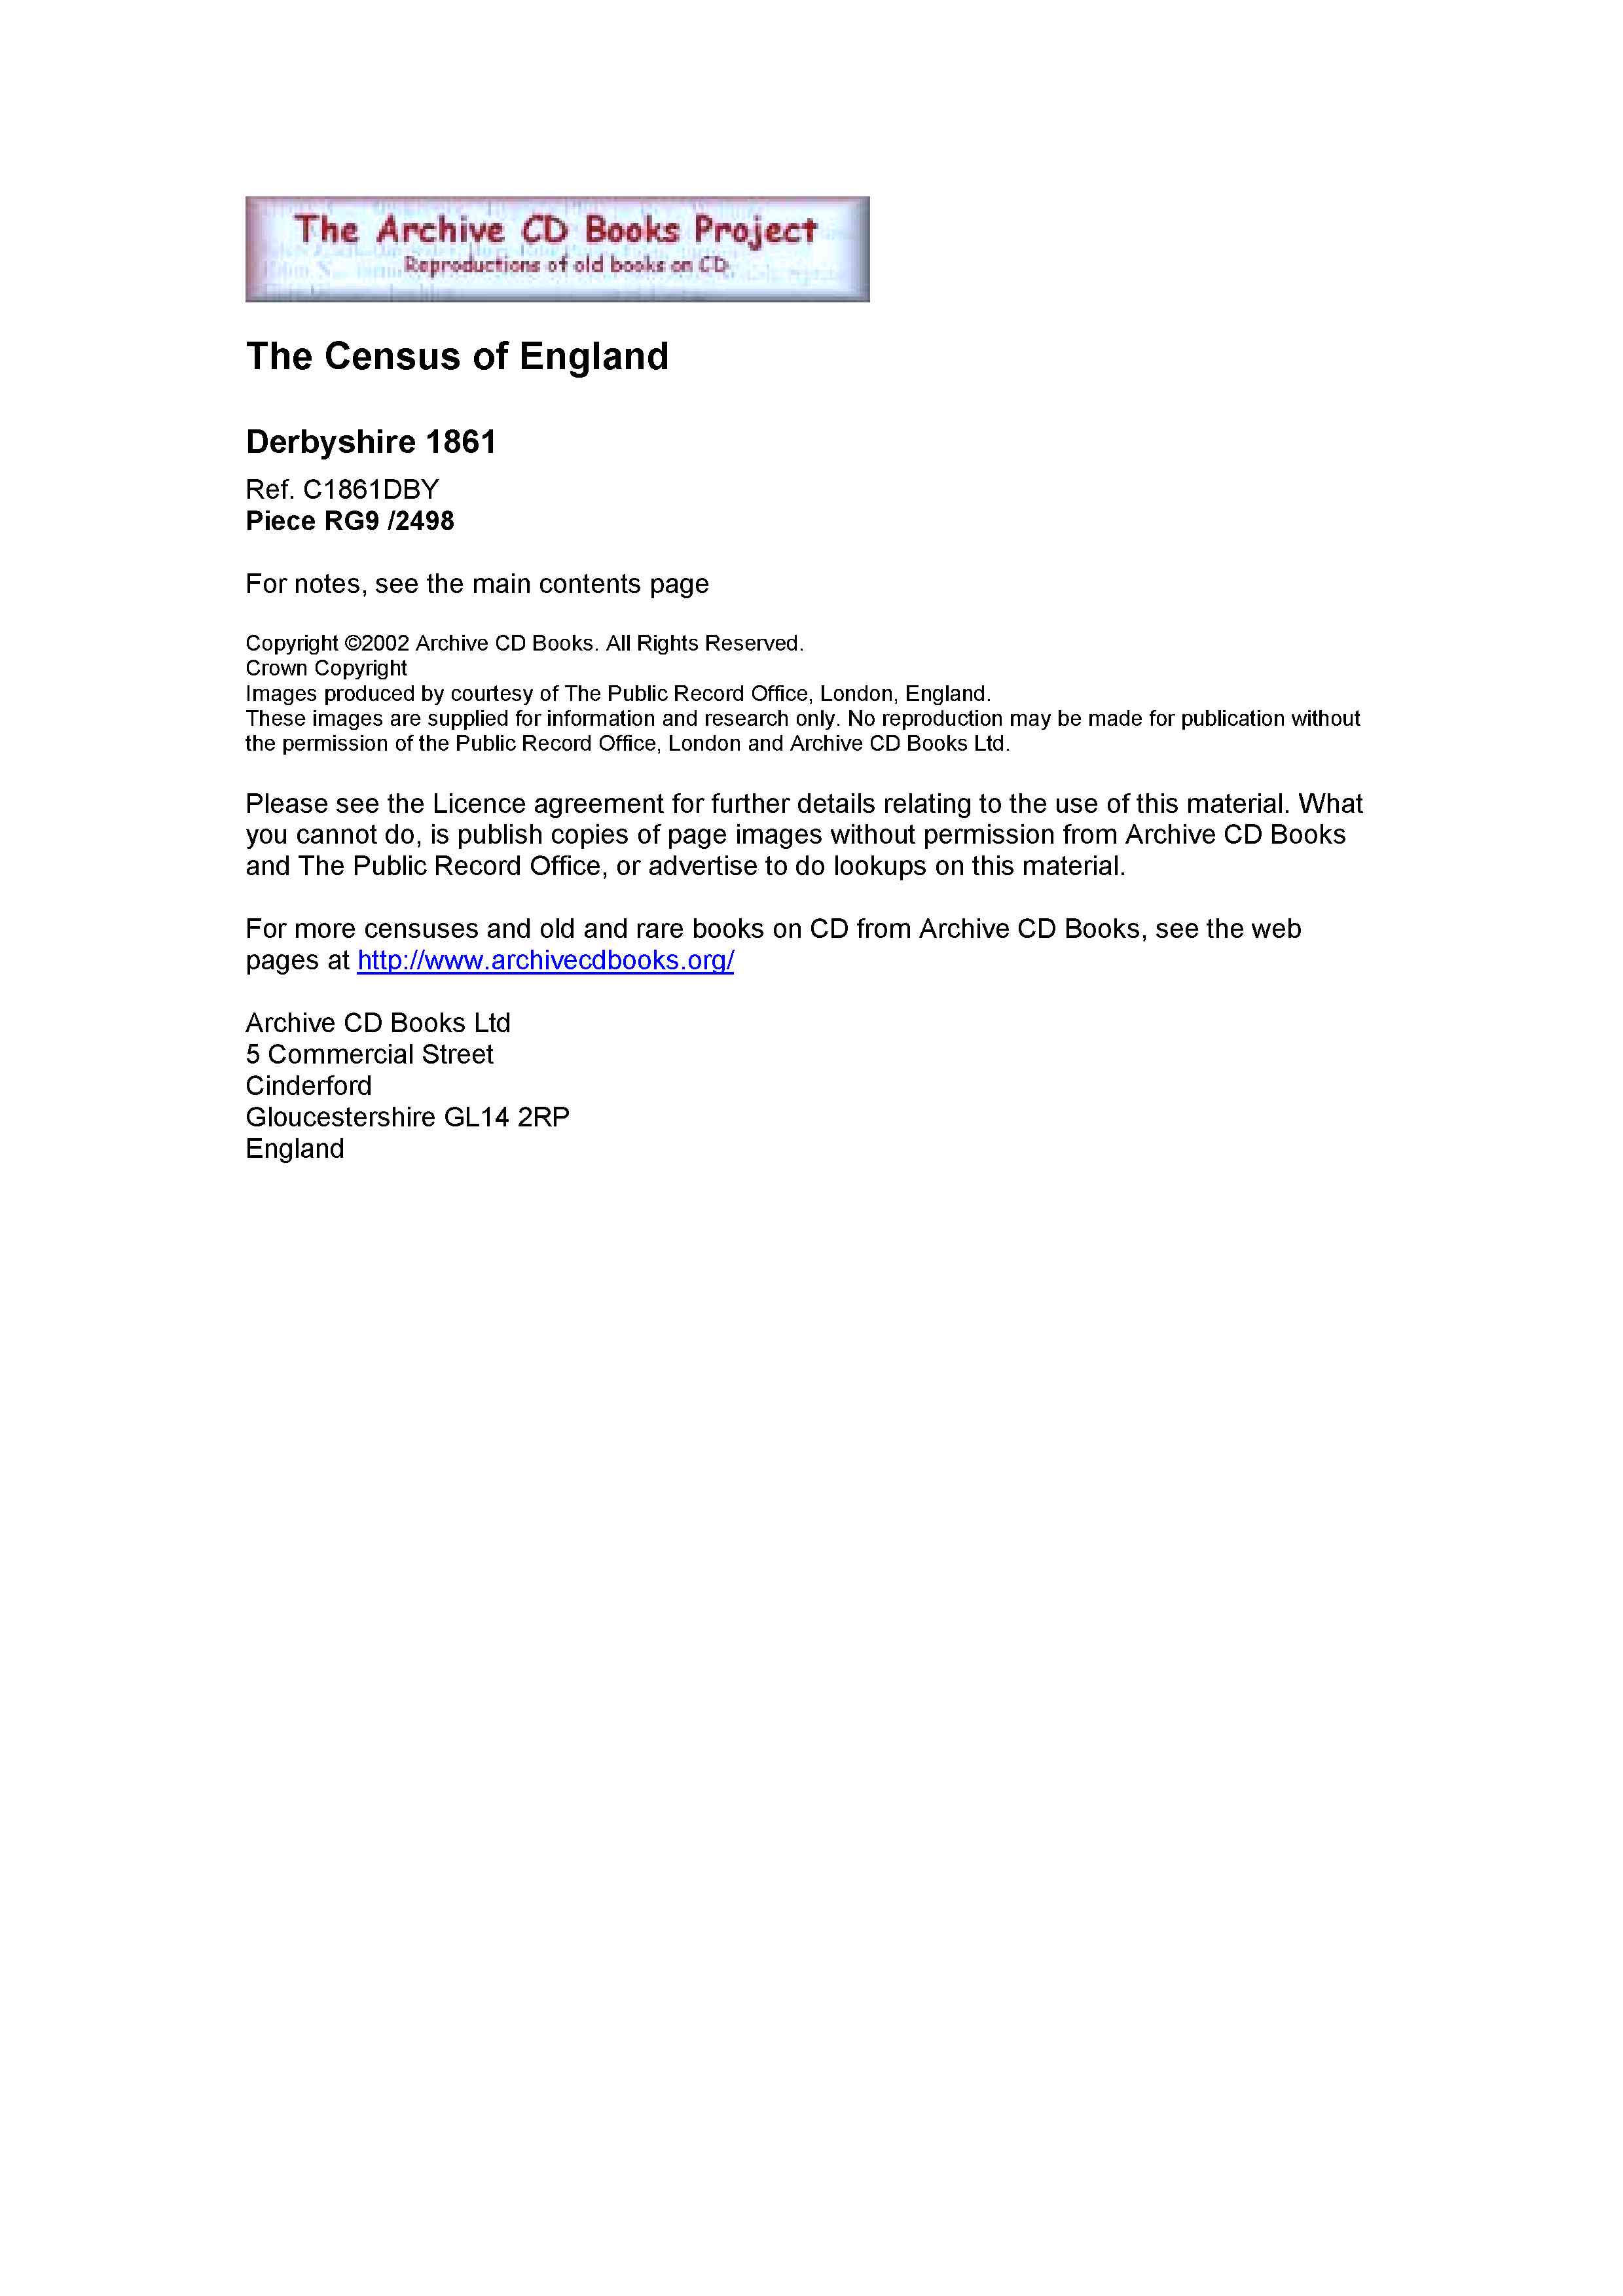 The Archive CD Books Project
Reproductions of old books on CD
The Census of England
Derbyshire 1861
Ref. C1861DBY
Piece RG9 /2498
For notes, see the main contents page
Copyright ©2002 Archive CD Books. All Rights Reserved.
Crown Copyright
Images produced by courtesy of The Public Record Office, London, England.
These images are supplied for information and research only. No reproduction may be made for publication without
the permission of the Public Record Office, London and Archive CD Books Ltd.
Please see the Licence agreement for further details relating to the use of this material. What
you cannot do, is publish copies of page images without permission from Archive CD Books
and The Public Record Office, or advertise to do lookups on this material.
For more censuses and old and rare books on CD from Archive CD Books, see the web
pages at http://www.archivecdbooks.org/
Archive CD Books Ltd
5 Commercial Street
Cinderford
Gloucestershire GL14 2RP
England